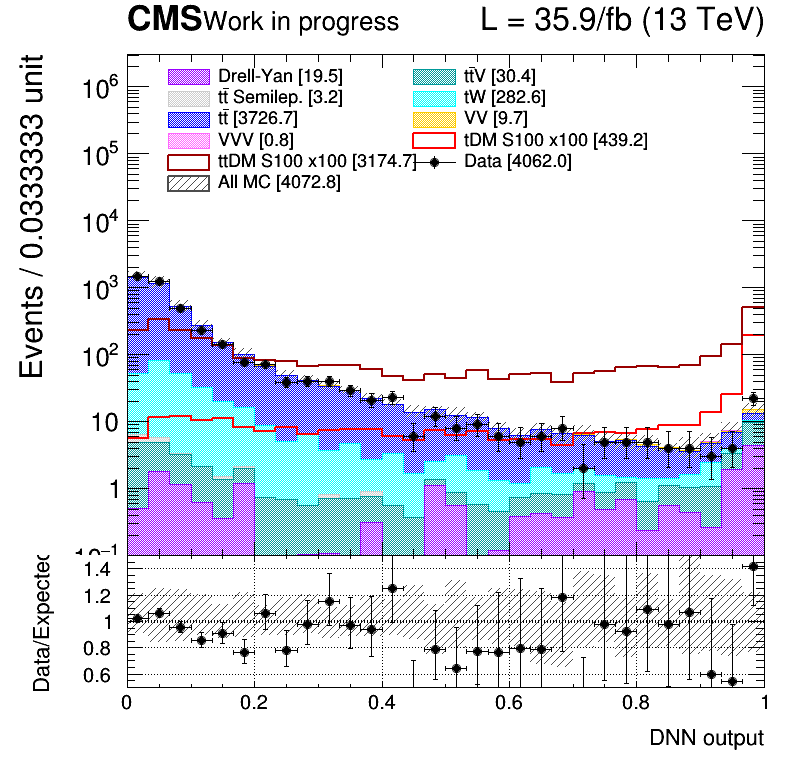 CMS Work in progress L = 35.9/fb (13 TeV)
Events / 0.0333333 unit
Drell-Yan [19.5] tt̄V [30.4]
tt̄ Semilep. [3.2] tW [282.6]
tt̄ [3726.7] VV [9.7]
VVV [0.8] tDM S100 x100 [439.2]
ttDM S100 x100 [3174.7] Data [4062.0]
All MC [4072.8]
10⁶
10⁵
10⁴
10³
10²
10
1
10⁻¹
Data/Expected
1.4
1.2
1
0.8
0.6
0 0.2 0.4 0.6 0.8 1
DNN output